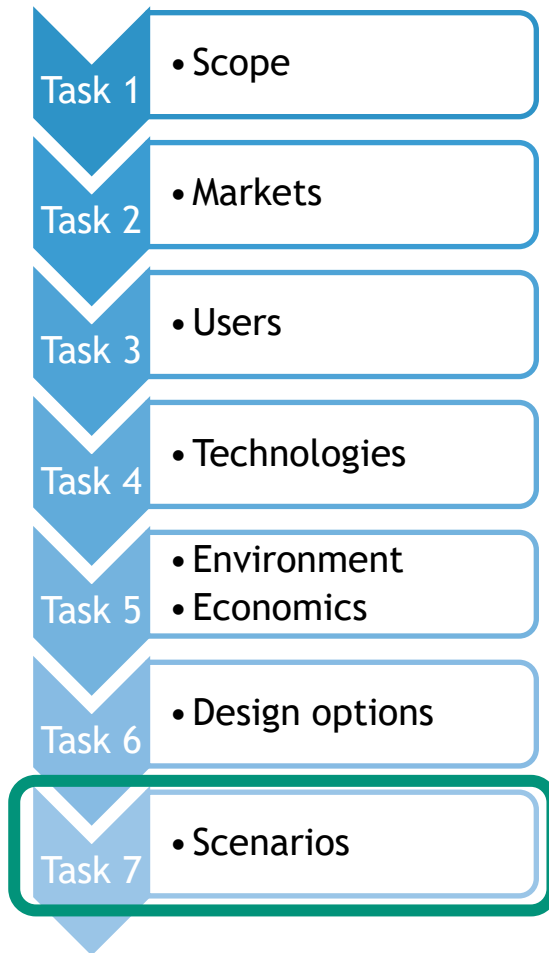 Task 1
• Scope
Task 2
• Markets
Task 3
• Users
Task 4
• Technologies
Task 5
• Environment
• Economics
Task 6
• Design options
Task 7
• Scenarios